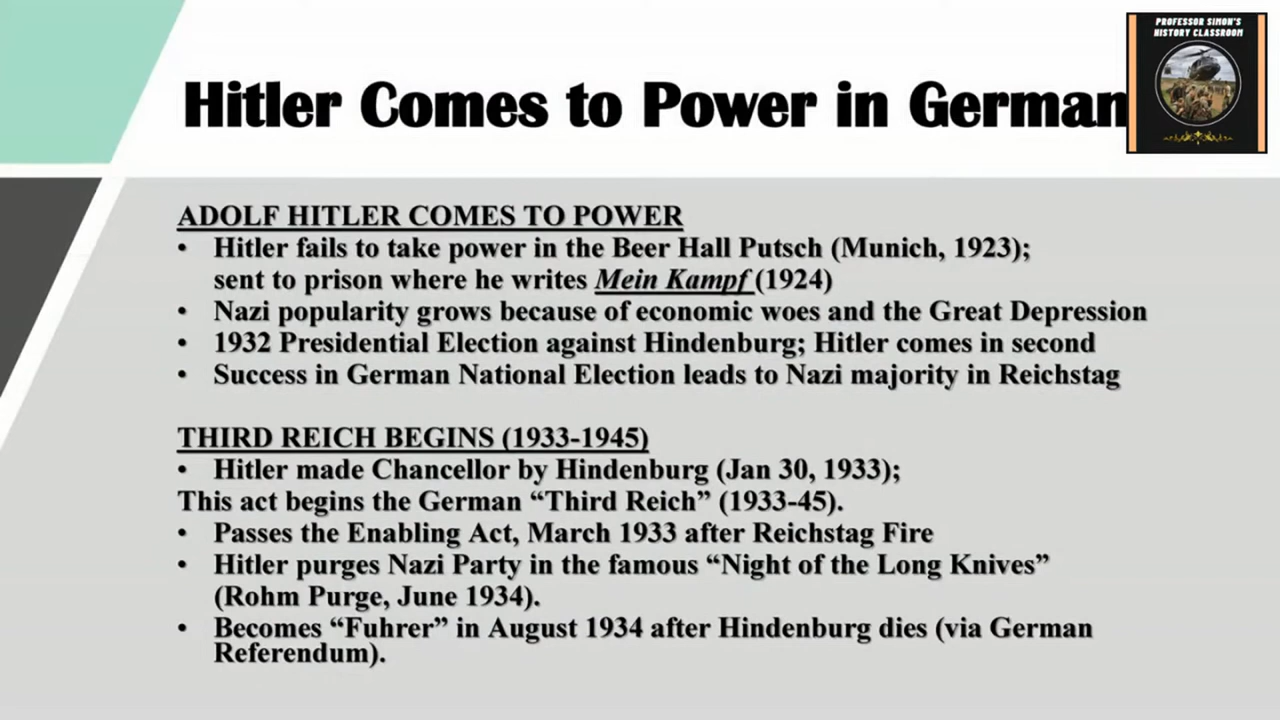 PROFESSOR SIMON'S
HISTORY CLASSROOM
Hitler Comes to Power in German
ADOLF HITLER COMES TO POWER
• Hitler fails to take power in the Beer Hall Putsch (Munich, 1923);
sent to prison where he writes Mein Kampf (1924)
• Nazi popularity grows because of economic woes and the Great Depression
• 1932 Presidential Election against Hindenburg; Hitler comes in second
• Success in German National Election leads to Nazi majority in Reichstag
THIRD REICH BEGINS (1933-1945)
• Hitler made Chancellor by Hindenburg (Jan 30, 1933);
This act begins the German “Third Reich” (1933-45).
• Passes the Enabling Act, March 1933 after Reichstag Fire
• Hitler purges Nazi Party in the famous “Night of the Long Knives”
(Rohm Purge, June 1934).
• Becomes “Fuhrer” in August 1934 after Hindenburg dies (via German
Referendum).